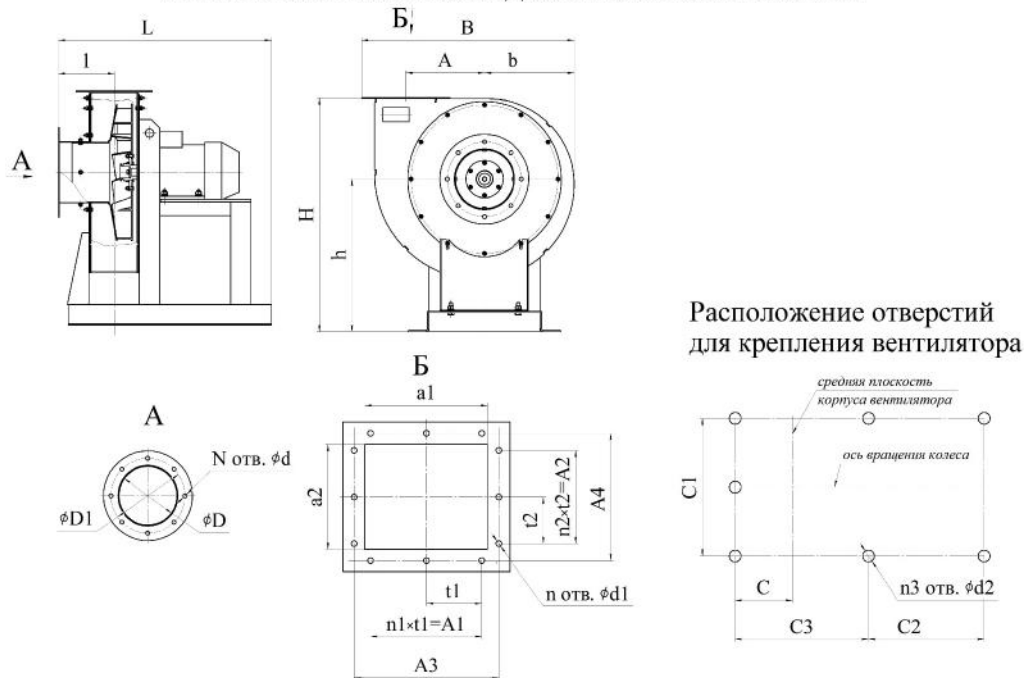 Б
L
B
l
A
b
А
H
h
Расположение отверстий
для крепления вентилятора
Б
a1
средняя плоскость
корпуса вентилятора
А
N отв. ϕd
ось вращения колеса
a2
t2
n2×t2=A2
A4
C1
ϕD1
ϕD
t1
n отв. ϕd1
C
n3 отв. ϕd2
n1×t1=A1
C3
C2
A3